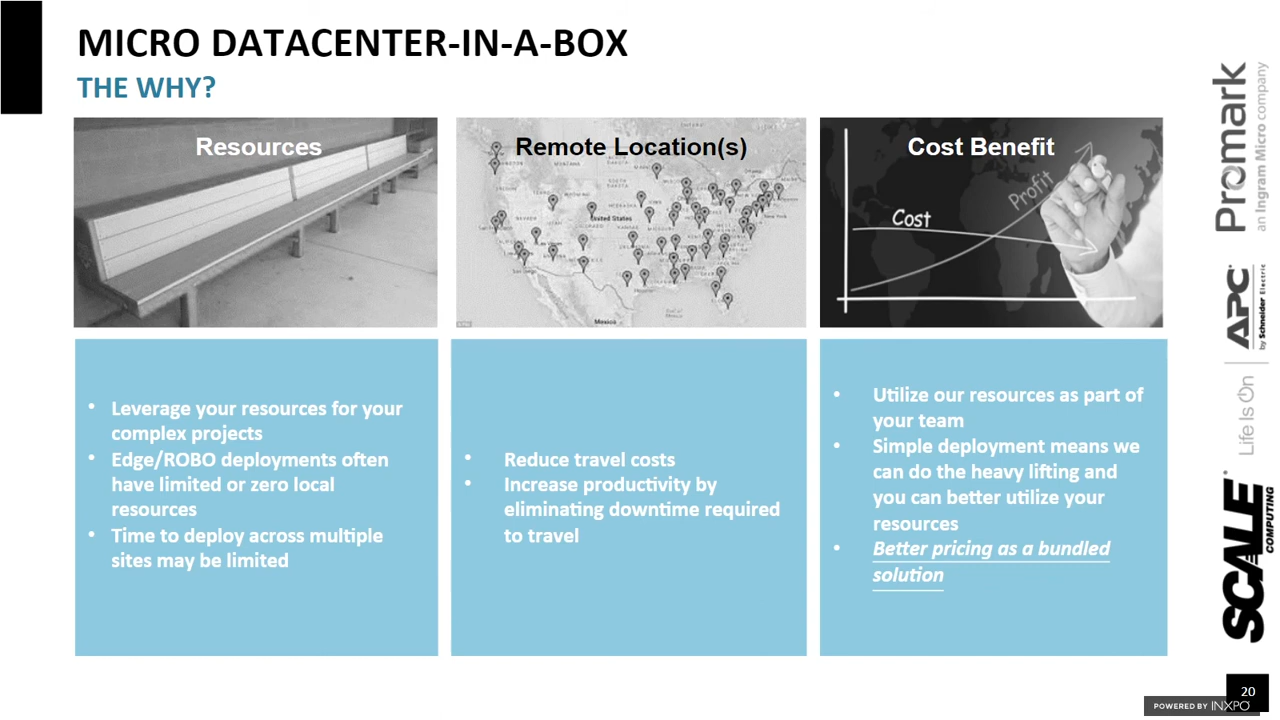 MICRO DATACENTER-IN-A-BOX
THE WHY?
Resources
Remote Location(s)
United States
Mexico
Cost Benefit
Profit
Cost
• Leverage your resources for your
complex projects
• Edge/ROBO deployments often
have limited or zero local
resources
• Time to deploy across multiple
sites may be limited
• Reduce travel costs
• Increase productivity by
eliminating downtime required
to travel
• Utilize our resources as part of
your team
• Simple deployment means we
can do the heavy lifting and
you can better utilize your
resources
• Better pricing as a bundled
solution
Promark
an Ingram Micro company
APC
by Schneider Electric
Life Is On
SCALE
COMPUTING
20
POWERED BY INXPO